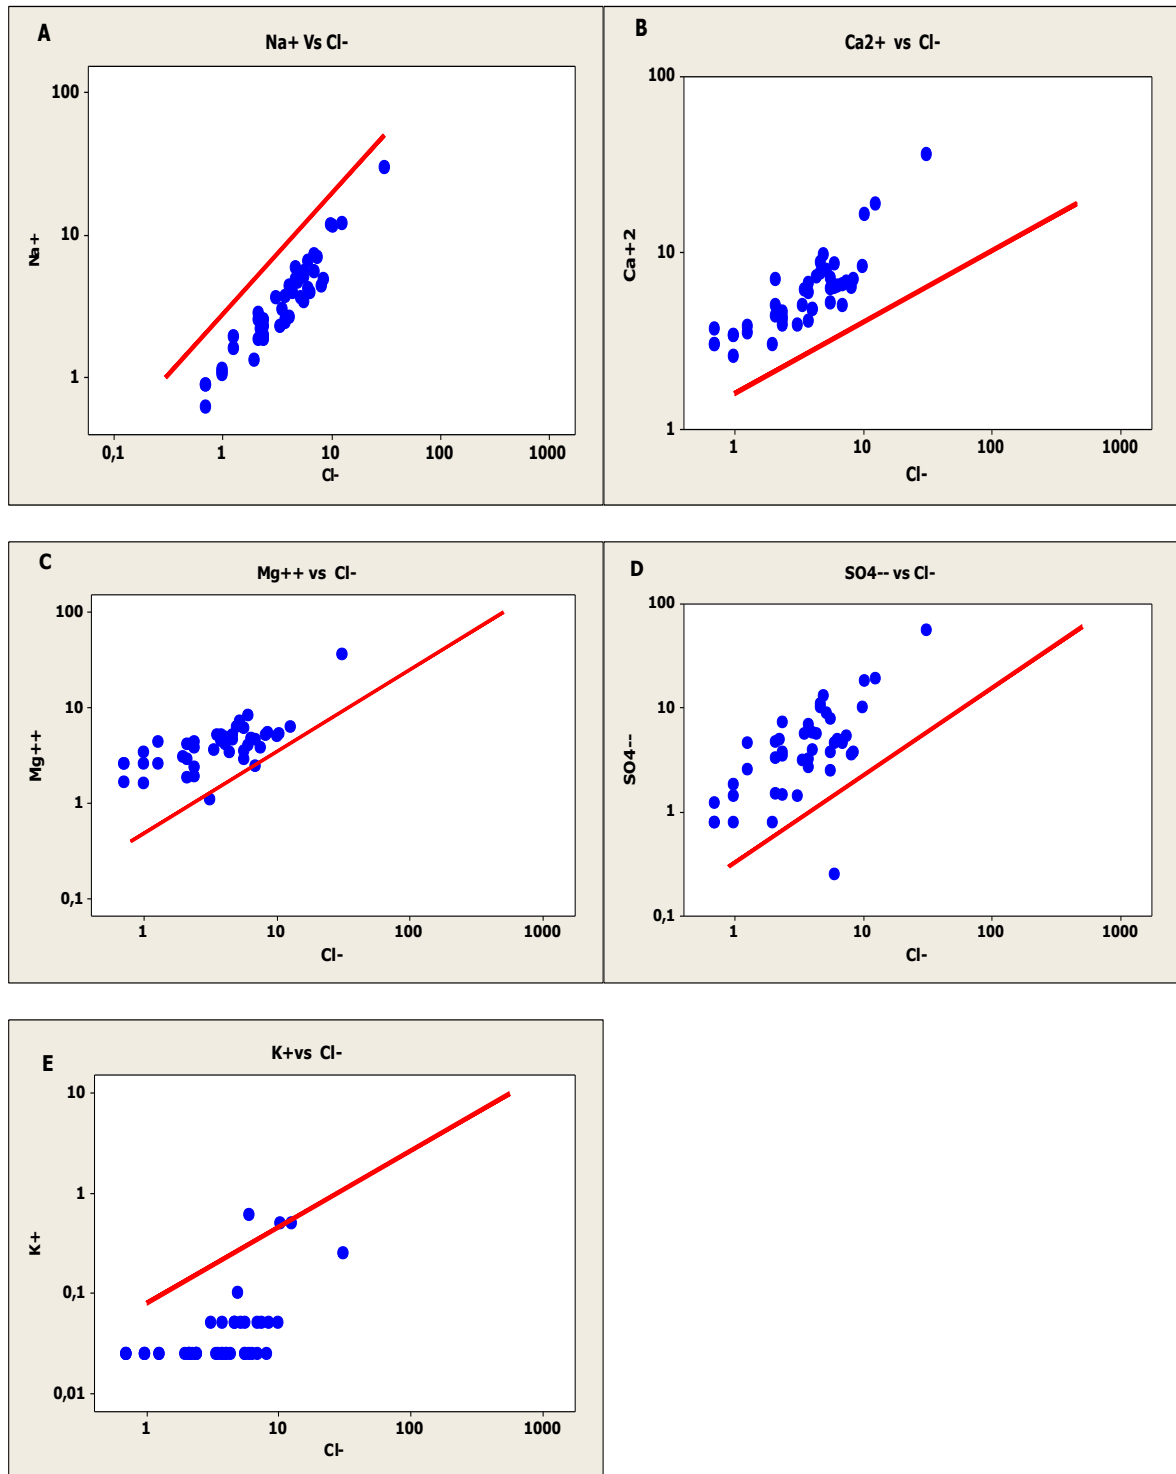 A
Na+ Vs Cl-
100
10
1
Na+
0,1 1 10 100 1000
Cl-
B
Ca2+ vs Cl-
100
10
1
Ca+2
1 10 100 1000
Cl-
C
Mg++ vs Cl-
100
10
1
0,1
Mg++
1 10 100 1000
Cl-
D
SO4-- vs Cl-
100
10
1
0,1
SO4--
1 10 100 1000
Cl-
E
K+vs Cl-
10
1
0,1
0,01
K+
1 10 100 1000
Cl-